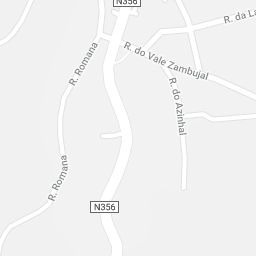 N356
R. da La
R. Romana
R. do Vale Zambujal
R. do Azinhal
R. Romana
N356